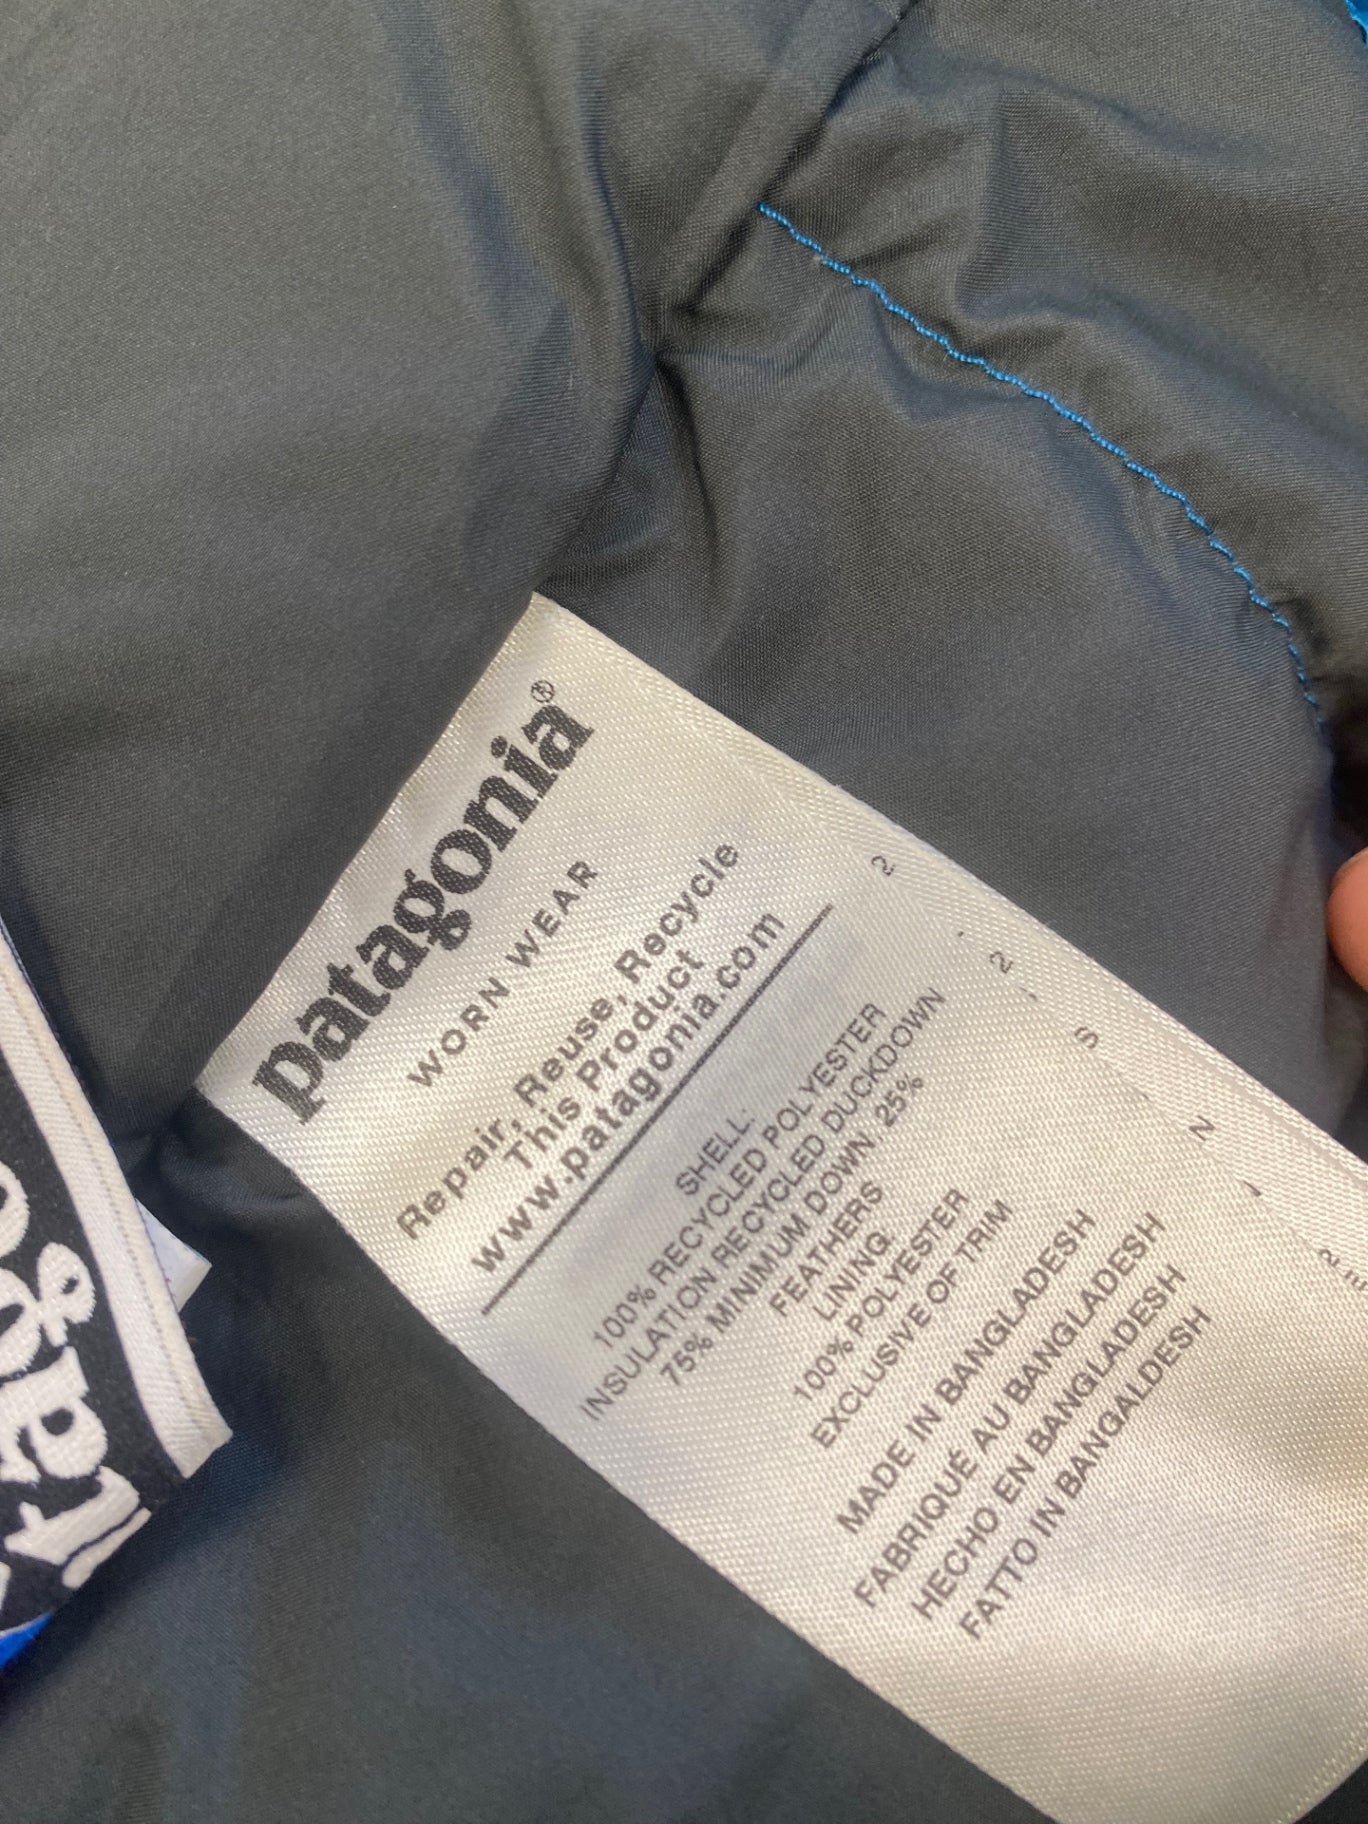 patagonia®
WORN WEAR
Repair, Reuse, Recycle
This Product
www.patagonia.com
SHELL:
100% RECYCLED POLYESTER
INSULATION RECYCLED DUCKDOWN
75% MINIMUM DOWN, 25%
FEATHERS
LINING
100% POLYESTER
EXCLUSIVE OF TRIM
MADE IN BANGLADESH
FABRIQUÉ AU BANGLADESH
HECHO EN BANGLADESH
FATTO IN BANGALDESH